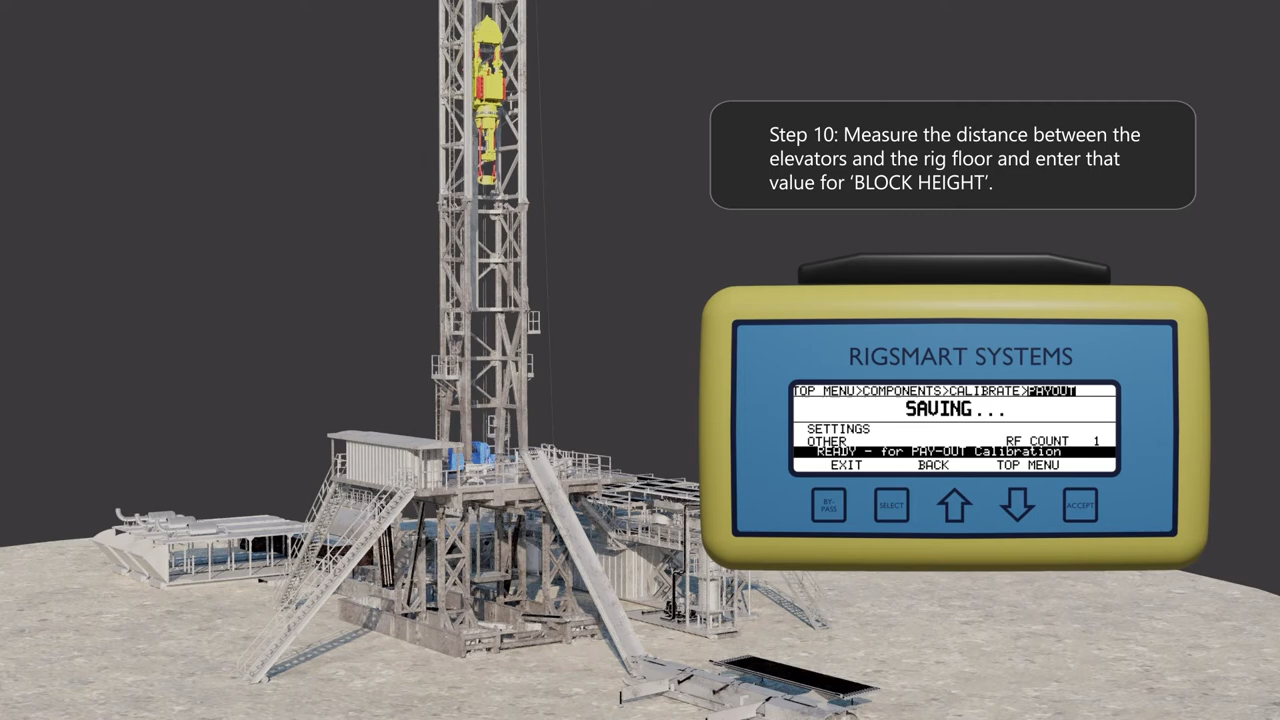 Step 10: Measure the distance between the
elevators and the rig floor and enter that
value for ‘BLOCK HEIGHT’.
RIGSMART SYSTEMS
TOP MENU>COMPONENTS>CALIBRATE>PAYOUT
SAVING...
SETTINGS
OTHER RF COUNT 1
READY - for PAY-OUT Calibration
EXIT BACK TOP MENU
BY-
PASS SELECT ACCEPT